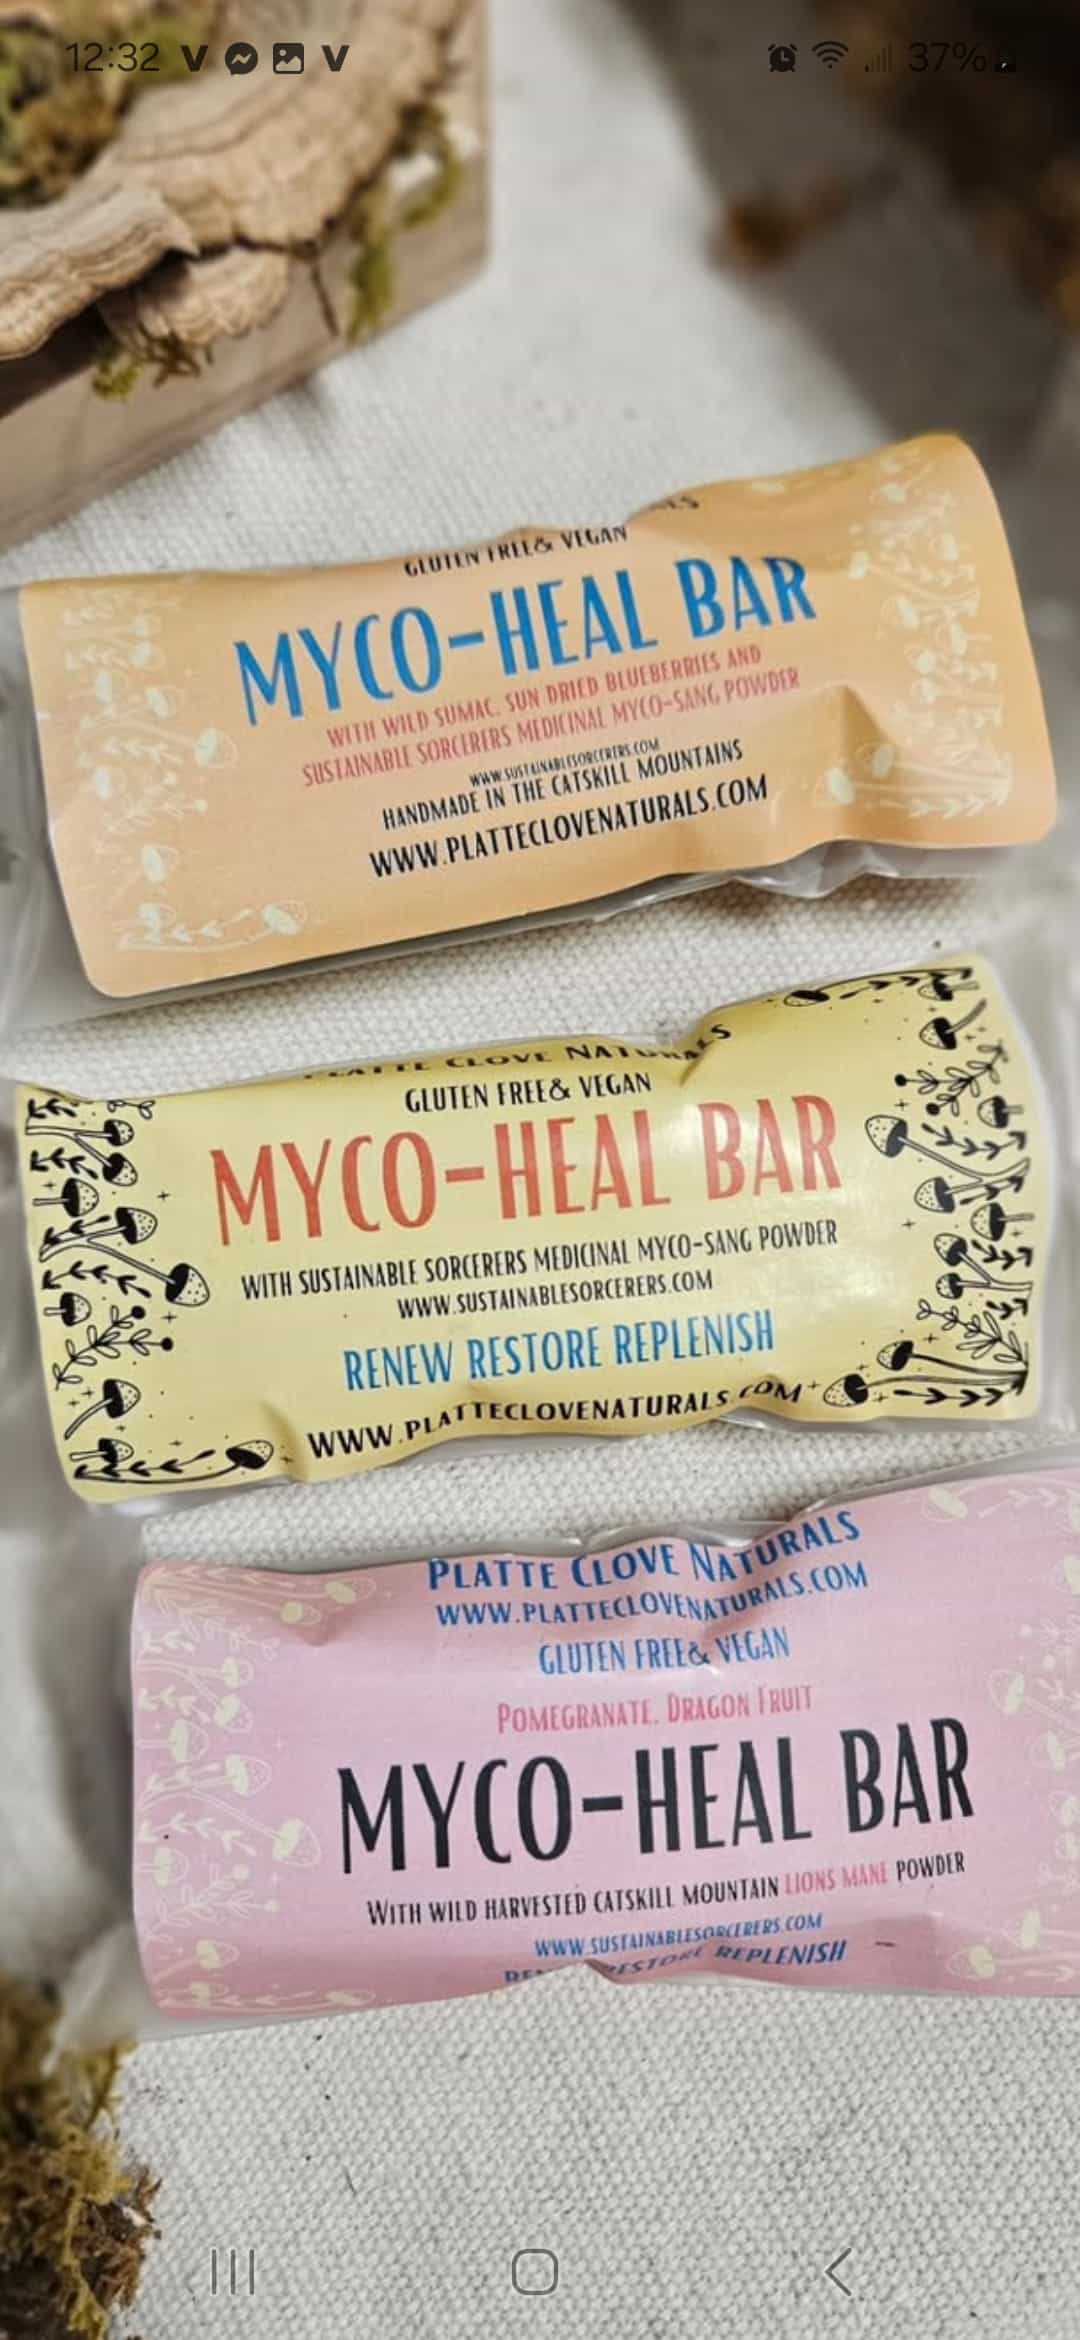 12:32
37%
GLUTEN FREE& VEGAN
MYCO-HEAL BAR
WITH WILD SUMAC, SUN DRIED BLUEBERRIES AND
SUSTAINABLE SORCERERS MEDICINAL MYCO-SANG POWDER
WWW.SUSTAINABLESORCERERS.COM
HANDMADE IN THE CATSKILL MOUNTAINS
WWW.PLATTECLOVENATURALS.COM
PLATTE CLOVE NATURALS
GLUTEN FREE& VEGAN
MYCO-HEAL BAR
WITH SUSTAINABLE SORCERERS MEDICINAL MYCO-SANG POWDER
WWW.SUSTAINABLESORCERERS.COM
RENEW RESTORE REPLENISH
WWW.PLATTECLOVENATURALS.COM
PLATTE CLOVE NATURALS
WWW.PLATTECLOVENATURALS.COM
GLUTEN FREE& VEGAN
POMEGRANATE, DRAGON FRUIT
MYCO-HEAL BAR
WITH WILD HARVESTED CATSKILL MOUNTAIN LIONS MANE POWDER
WWW.SUSTAINABLESORCERERS.COM
RESTORE REPLENISH